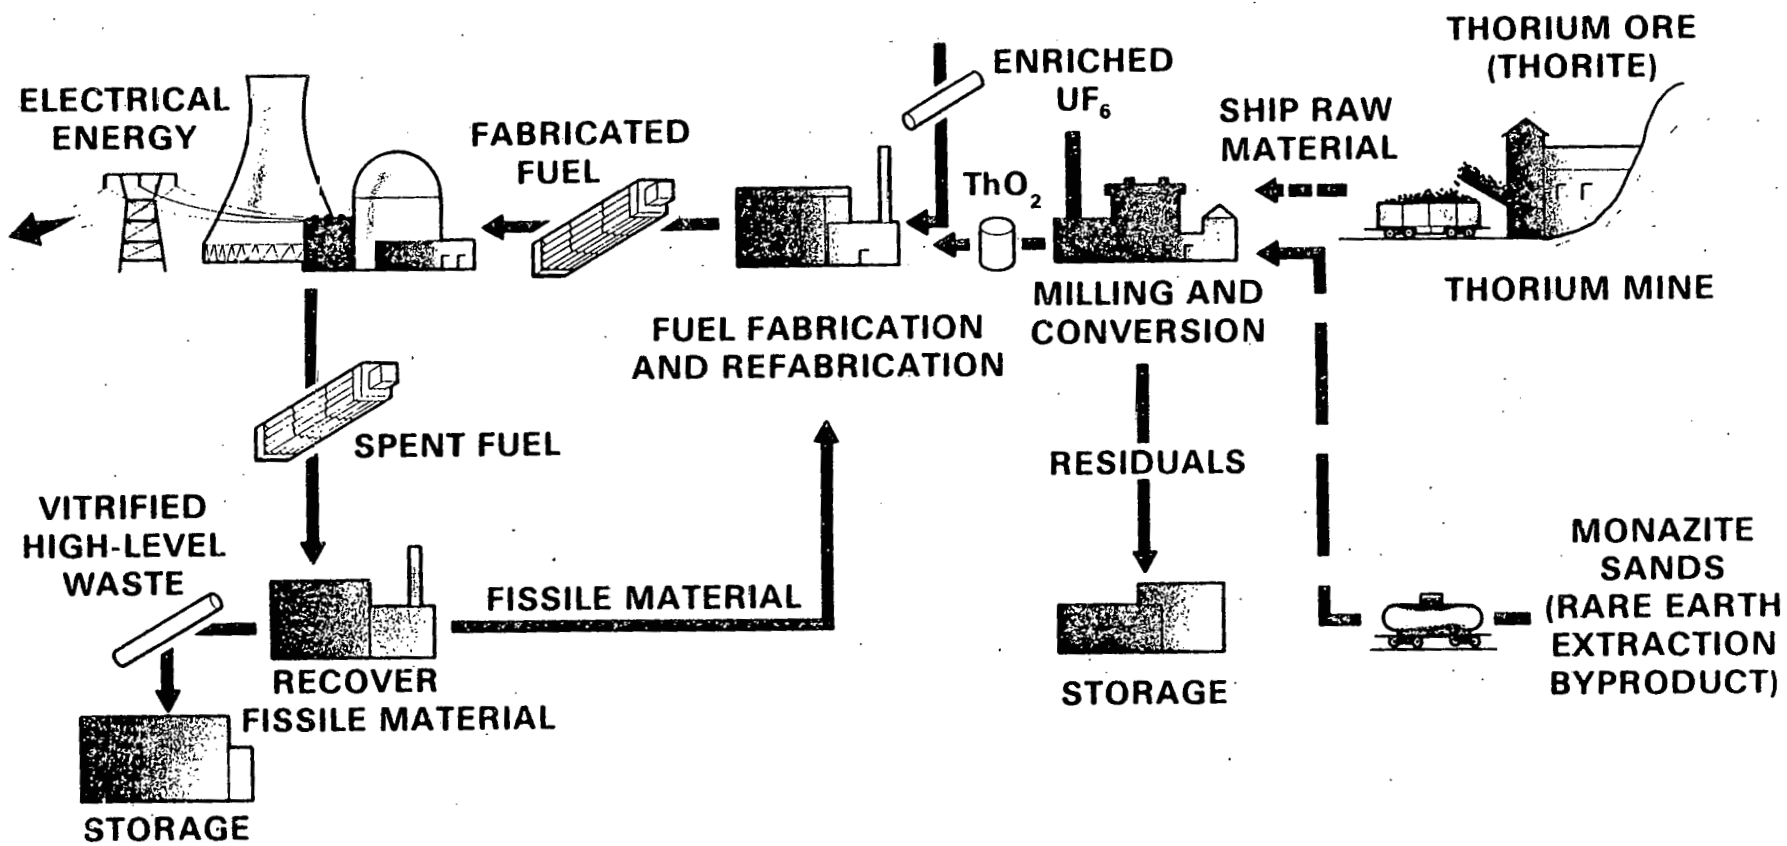 THORIUM ORE
(THORITE)
ENRICHED
UF₆
SHIP RAW
MATERIAL
ELECTRICAL
ENERGY
FABRICATED
FUEL
ThO₂
THORIUM MINE
MILLING AND
CONVERSION
FUEL FABRICATION
AND REFABRICATION
SPENT FUEL
RESIDUALS
VITRIFIED
HIGH-LEVEL
WASTE
FISSILE MATERIAL
MONAZITE
SANDS
(RARE EARTH
EXTRACTION
BYPRODUCT)
RECOVER
FISSILE MATERIAL
STORAGE
STORAGE